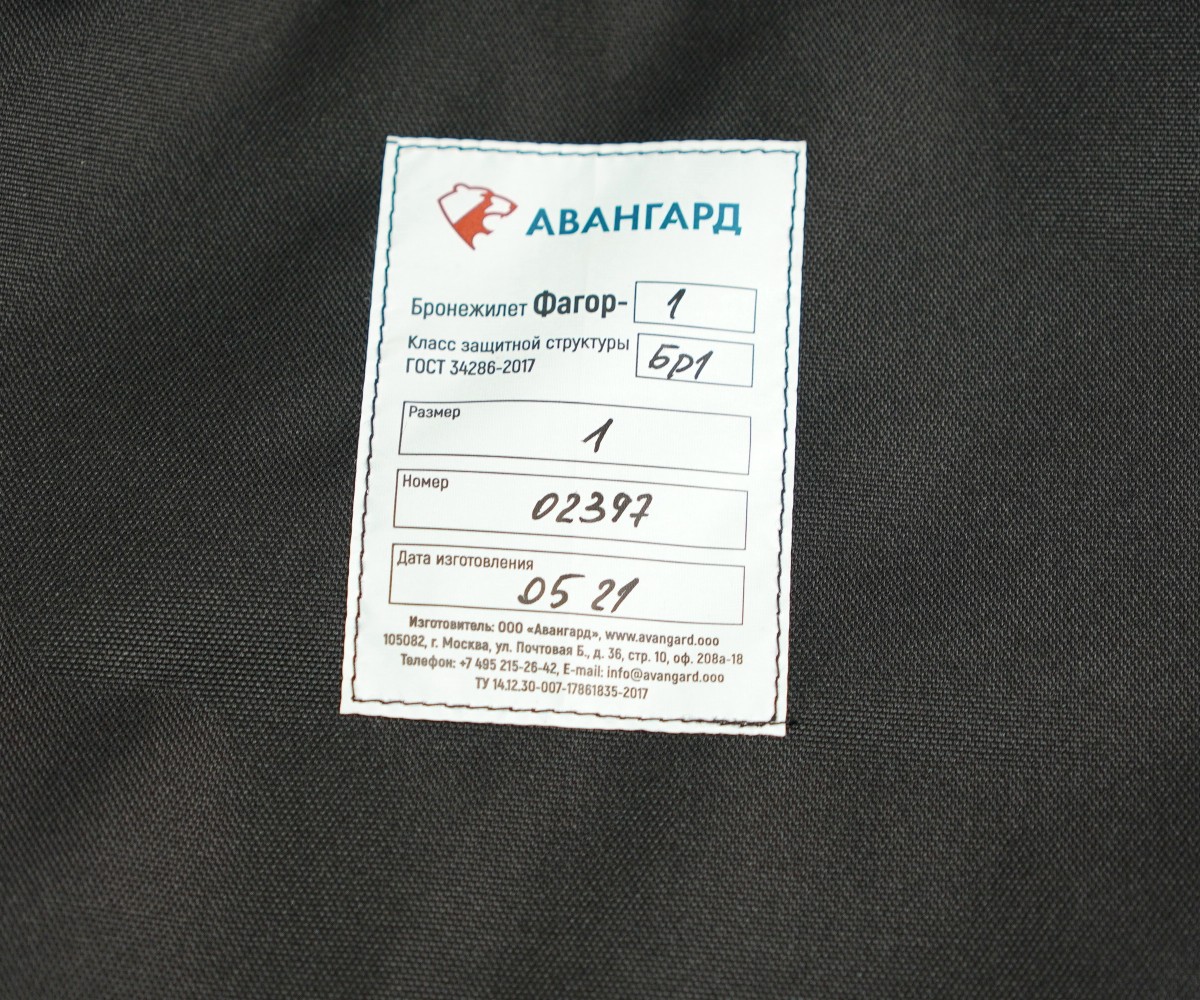 АВАНГАРД
Бронежилет Фагор- 1
Класс защитной структуры
ГОСТ 34286-2017
Бр1
Размер
1
Номер
02397
Дата изготовления
05 21
Изготовитель: ООО «Авангард», www.avangard.ooo
105082, г. Москва, ул. Почтовая Б., д. 36, стр. 10, оф. 208а-18
Телефон: +7 495 215-26-42, E-mail: info@avangard.ooo
ТУ 14.12.30-007-17861835-2017